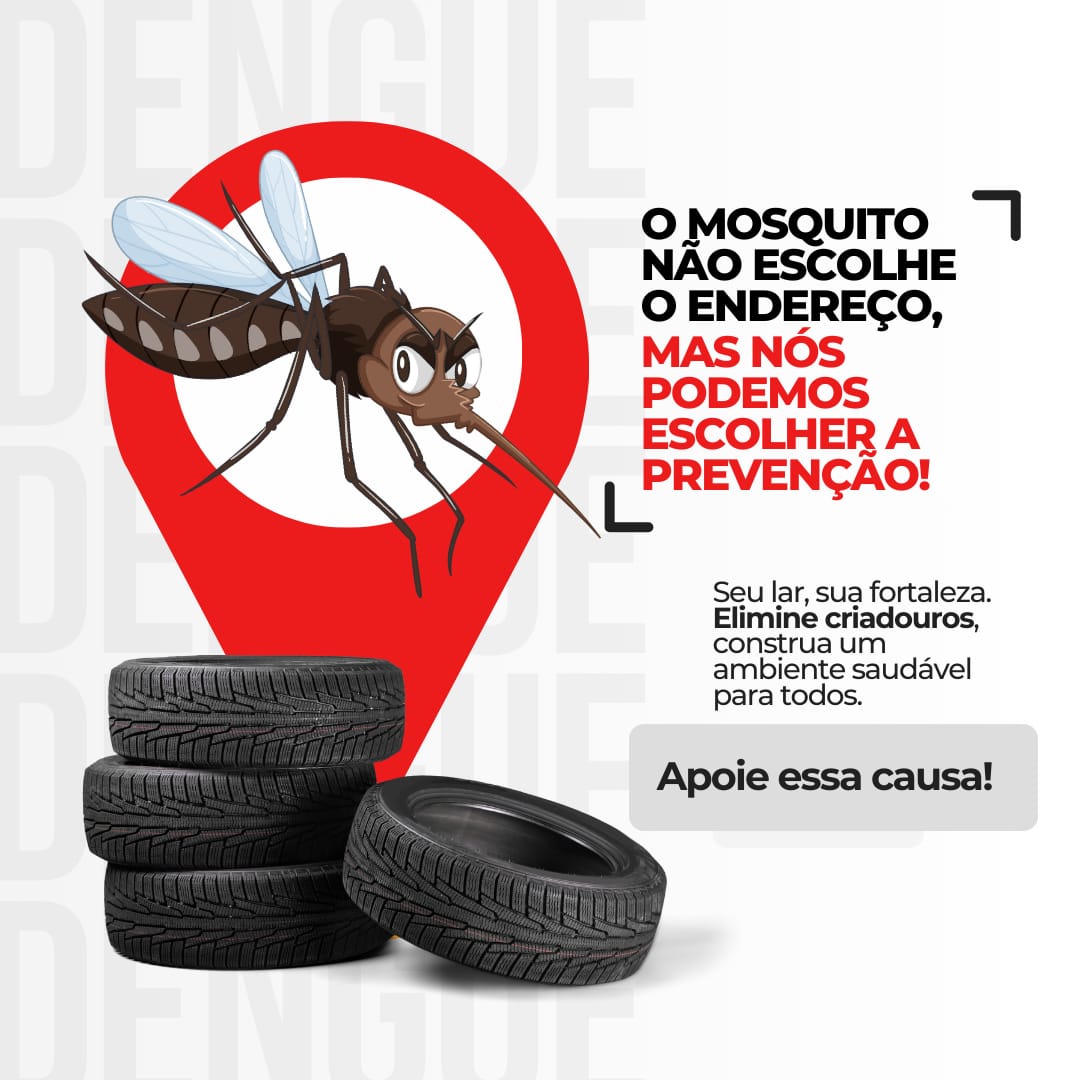 DENGUE
DENGUE
DENGUE
DENGUE
DENGUE
O MOSQUITO
NÃO ESCOLHE
O ENDEREÇO,
MAS NÓS
PODEMOS
ESCOLHER A
PREVENÇÃO!
Seu lar, sua fortaleza.
Elimine criadouros,
construa um
ambiente saudável
para todos.
Apoie essa causa!